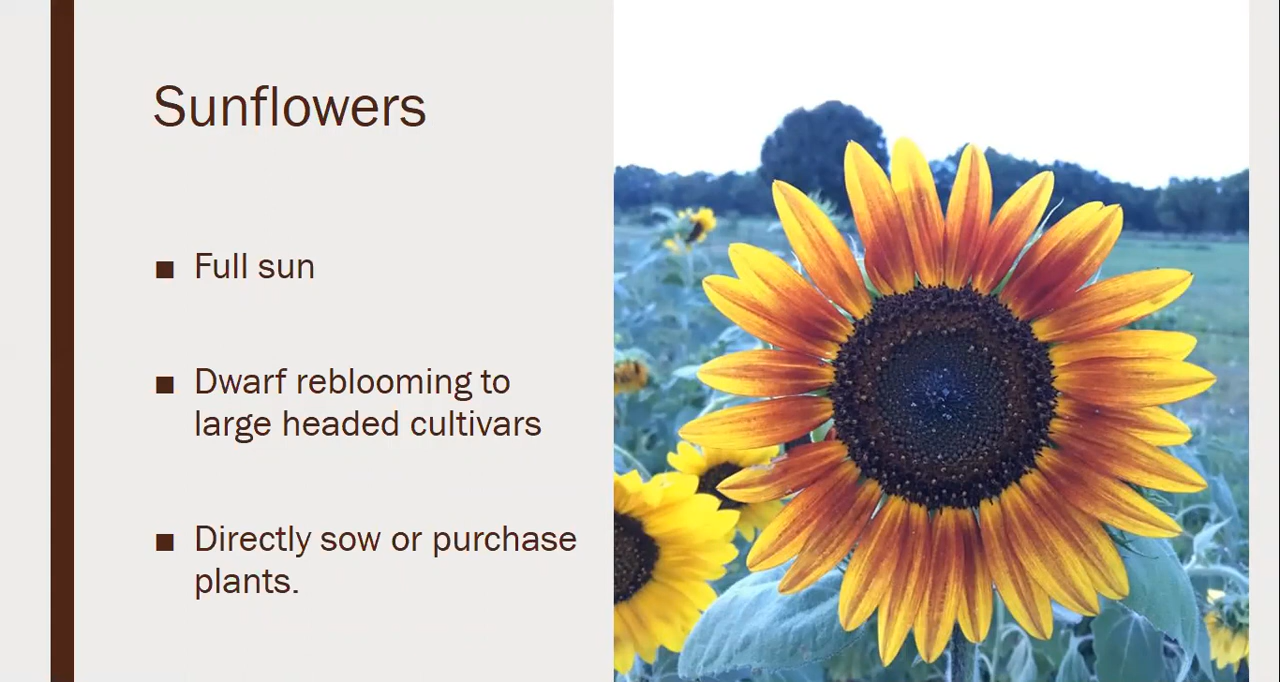 Sunflowers
■ Full sun
■ Dwarf reblooming to
large headed cultivars
■ Directly sow or purchase
plants.